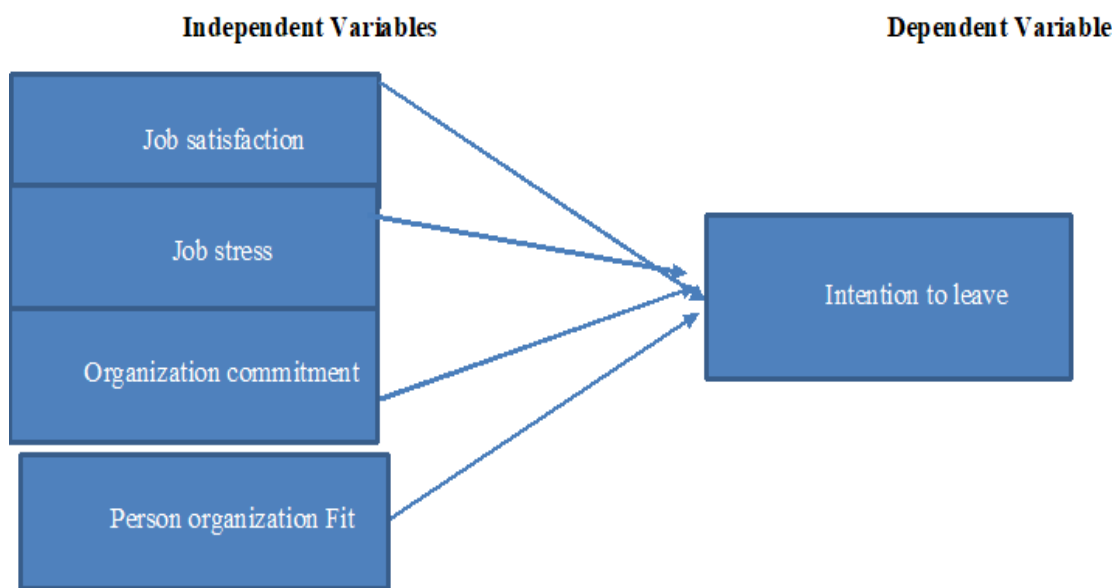 Independent Variables
Dependent Variable
Job satisfaction
Job stress
Organization commitment
Person organization Fit
Intention to leave